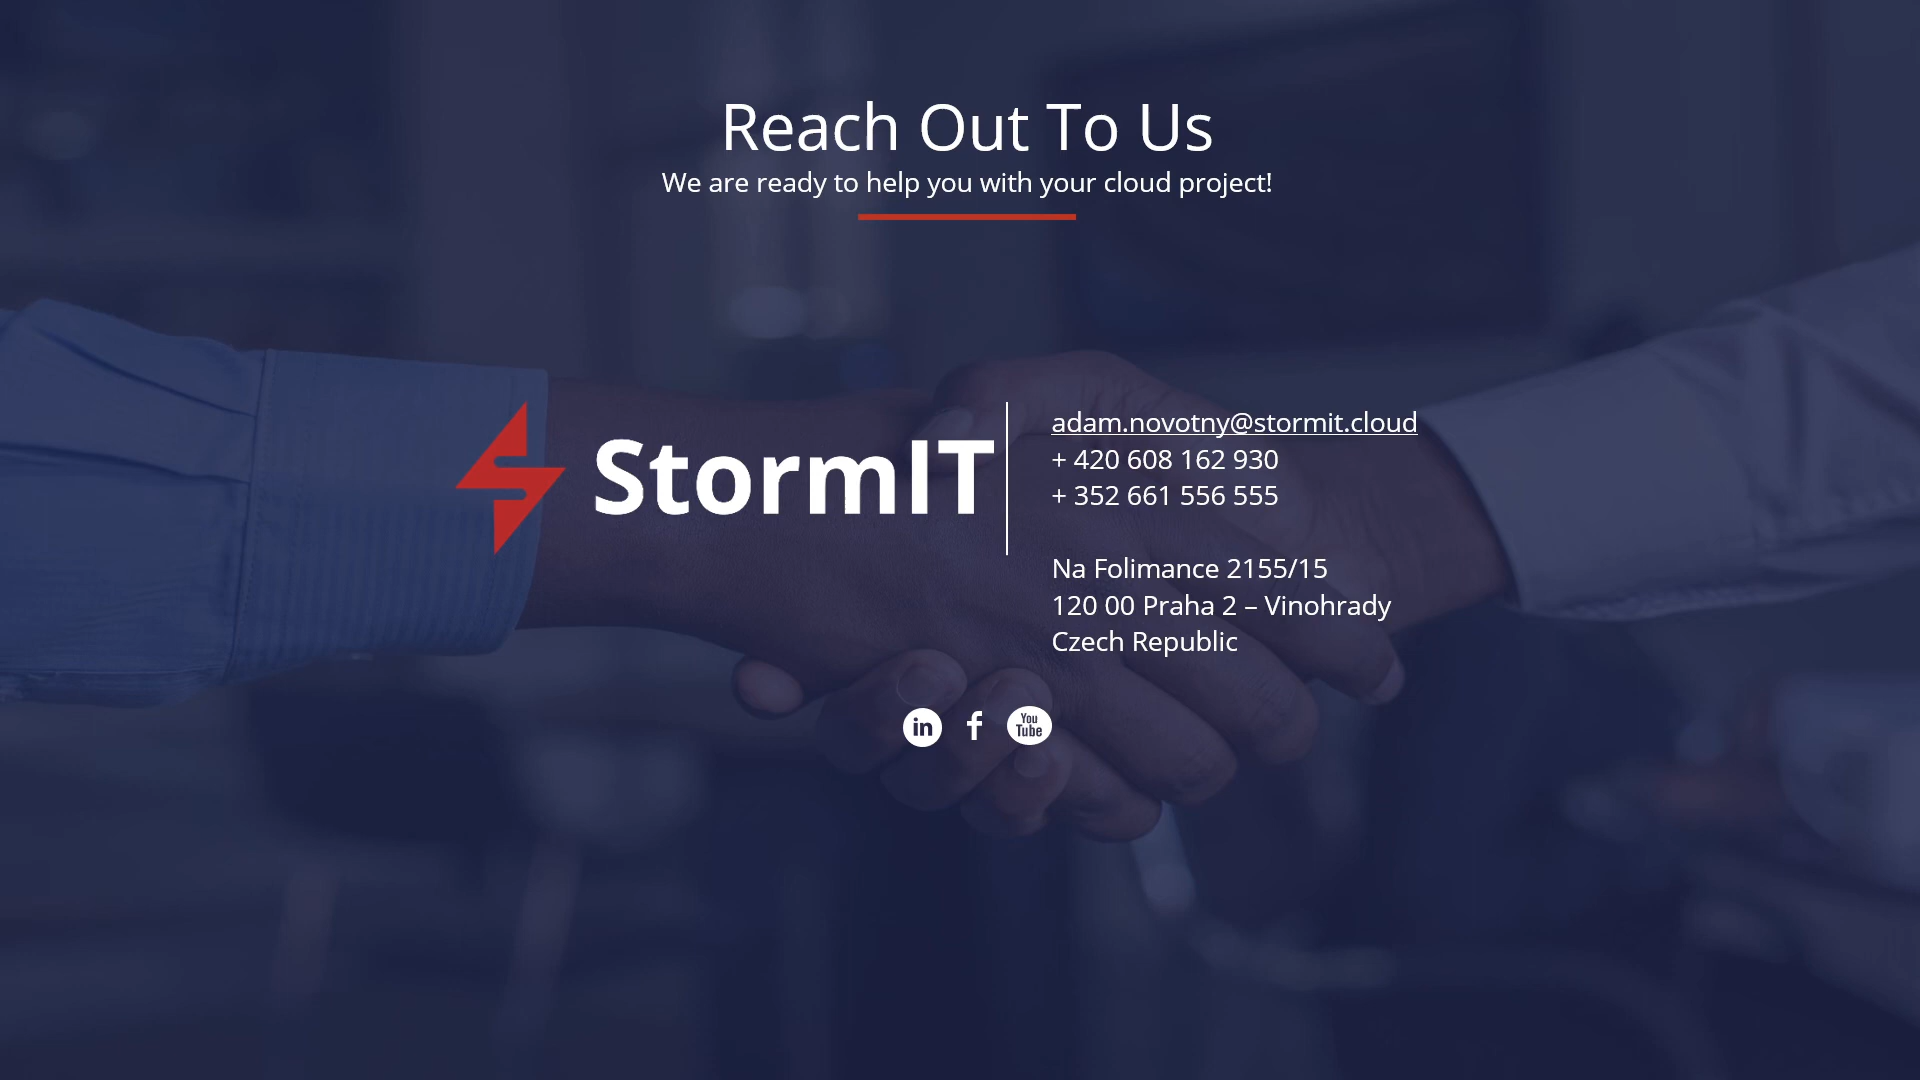 Reach Out To Us
We are ready to help you with your cloud project!
StormIT
adam.novotny@stormit.cloud
+ 420 608 162 930
+ 352 661 556 555
Na Folimance 2155/15
120 00 Praha 2 – Vinohrady
Czech Republic
in
f
You
Tube